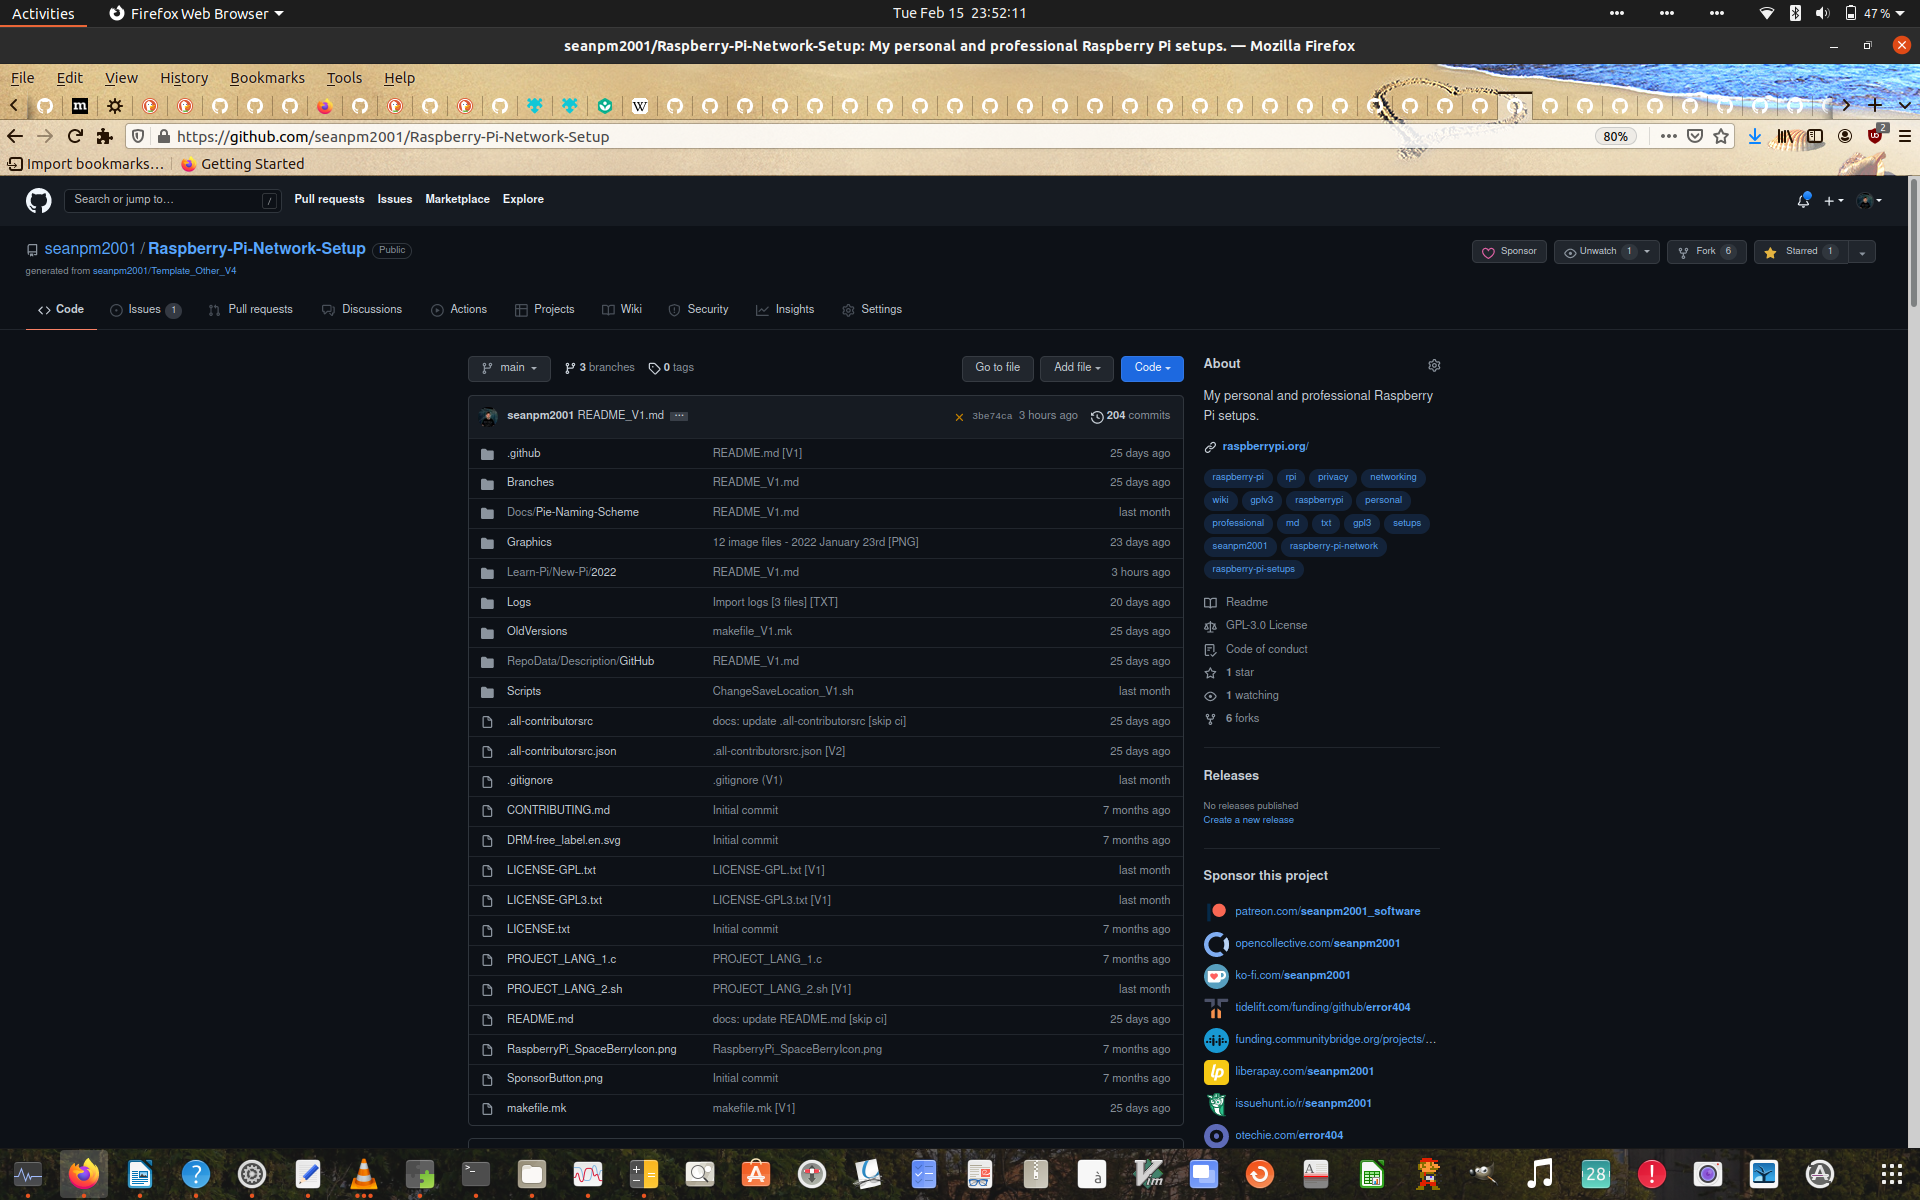 Activities Firefox Web Browser Tue Feb 15 23:52:11 47 %
seanpm2001/Raspberry-Pi-Network-Setup: My personal and professional Raspberry Pi setups. — Mozilla Firefox
File Edit View History Bookmarks Tools Help
https://github.com/seanpm2001/Raspberry-Pi-Network-Setup 80% 2
Import bookmarks… Getting Started
Search or jump to… / Pull requests Issues Marketplace Explore
seanpm2001 / Raspberry-Pi-Network-Setup Public Sponsor Unwatch 1 Fork 6 Starred 1
generated from seanpm2001/Template_Other_V4
Code Issues 1 Pull requests Discussions Actions Projects Wiki Security Insights Settings
main 3 branches 0 tags Go to file Add file Code
seanpm2001 README_V1.md ... 3be74ca 3 hours ago 204 commits
.github README.md [V1] 25 days ago
Branches README_V1.md 25 days ago
Docs/Pie-Naming-Scheme README_V1.md last month
Graphics 12 image files - 2022 January 23rd [PNG] 23 days ago
Learn-Pi/New-Pi/2022 README_V1.md 3 hours ago
Logs Import logs [3 files] [TXT] 20 days ago
OldVersions makefile_V1.mk 25 days ago
RepoData/Description/GitHub README_V1.md 25 days ago
Scripts ChangeSaveLocation_V1.sh last month
.all-contributorsrc docs: update .all-contributorsrc [skip ci] 25 days ago
.all-contributorsrc.json .all-contributorsrc.json [V2] 25 days ago
.gitignore .gitignore (V1) last month
CONTRIBUTING.md Initial commit 7 months ago
DRM-free_label.en.svg Initial commit 7 months ago
LICENSE-GPL.txt LICENSE-GPL.txt [V1] last month
LICENSE-GPL3.txt LICENSE-GPL3.txt [V1] last month
LICENSE.txt Initial commit 7 months ago
PROJECT_LANG_1.c PROJECT_LANG_1.c 7 months ago
PROJECT_LANG_2.sh PROJECT_LANG_2.sh [V1] last month
README.md docs: update README.md [skip ci] 25 days ago
RaspberryPi_SpaceBerryIcon.png RaspberryPi_SpaceBerryIcon.png 7 months ago
SponsorButton.png Initial commit 7 months ago
makefile.mk makefile.mk [V1] 25 days ago
About
My personal and professional Raspberry
Pi setups.
raspberrypi.org/
raspberry-pi rpi privacy networking
wiki gplv3 raspberrypi personal
professional md txt gpl3 setups
seanpm2001 raspberry-pi-network
raspberry-pi-setups
Readme
GPL-3.0 License
Code of conduct
1 star
1 watching
6 forks
Releases
No releases published
Create a new release
Sponsor this project
patreon.com/seanpm2001_software
opencollective.com/seanpm2001
ko-fi.com/seanpm2001
tidelift.com/funding/github/error404
funding.communitybridge.org/projects/…
liberapay.com/seanpm2001
issuehunt.io/r/seanpm2001
otechie.com/error404
28